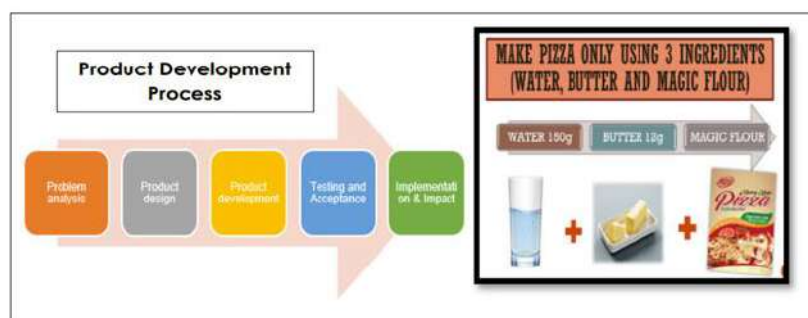 Product Development
Process
Problem
analysis
Product
design
Product
development
Testing and
Acceptance
Implementati
on & Impact
MAKE PIZZA ONLY USING 3 INGREDIENTS
(WATER, BUTTER AND MAGIC FLOUR)
WATER 150g
BUTTER 12g
MAGIC FLOUR
+
+
Pizza